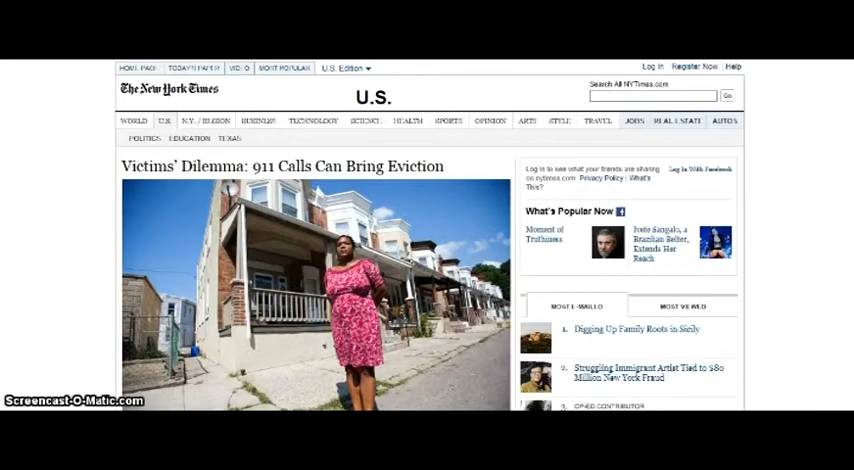 HOME PAGE TODAY'S PAPER VIDEO MOST POPULAR U.S. Edition
Log In Register Now Help
The New York Times
U.S.
Search All NYTimes.com
Go
WORLD U.S. N.Y. / REGION BUSINESS TECHNOLOGY SCIENCE HEALTH SPORTS OPINION ARTS STYLE TRAVEL JOBS REAL ESTATE AUTOS
POLITICS EDUCATION TEXAS
Victims' Dilemma: 911 Calls Can Bring Eviction
Log in to see what your friends are sharing
on nytimes.com. Privacy Policy | What's
This?
Log In With Facebook
What's Popular Now
Moment of
Truthiness
Ivete Sangalo, a
Brazilian Belter,
Extends Her
Reach
MOST E-MAILED MOST VIEWED
1. Digging Up Family Roots in Sicily
2. Struggling Immigrant Artist Tied to $80
Million New York Fraud
3. OP-ED CONTRIBUTOR
Screencast-O-Matic.com